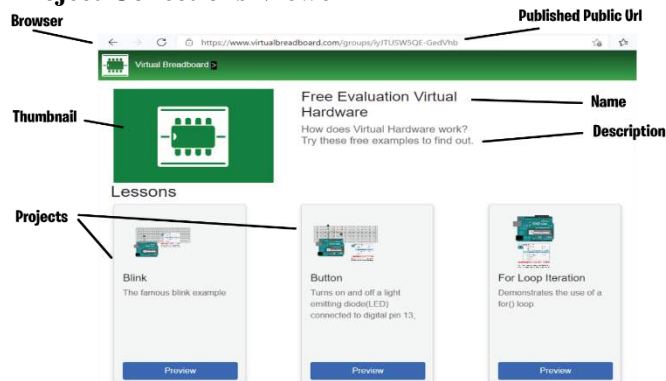 Browser
Published Public Url
https://www.virtualbreadboard.com/groups/iyJTUSW5QE-GedVhb
Virtual Breadboard
Thumbnail
Free Evaluation Virtual
Hardware
Name
How does Virtual Hardware work?
Try these free examples to find out.
Description
Lessons
Projects
Blink
The famous blink example
Preview
Button
Turns on and off a light
emitting diode(LED)
connected to digital pin 13,
Preview
For Loop Iteration
Demonstrates the use of a
for() loop
Preview